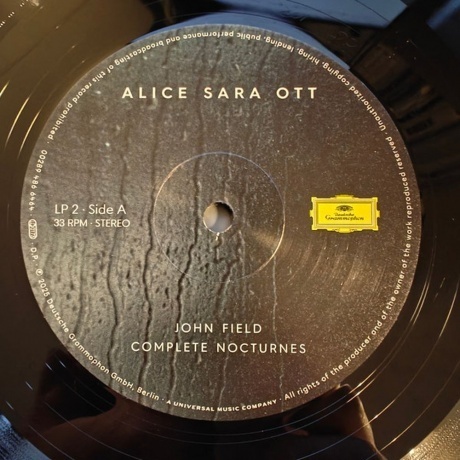 ALICE SARA OTT
LP 2 · Side A
33 RPM · STEREO
Deutsche
Grammophon
JOHN FIELD
COMPLETE NOCTURNES
℗ 2025 Deutsche Grammophon GmbH, Berlin · A UNIVERSAL MUSIC COMPANY · All rights of the producer and of the owner of the work reproduced reserved · Unauthorized copying, hiring, lending, public performance and broadcasting of this record prohibited